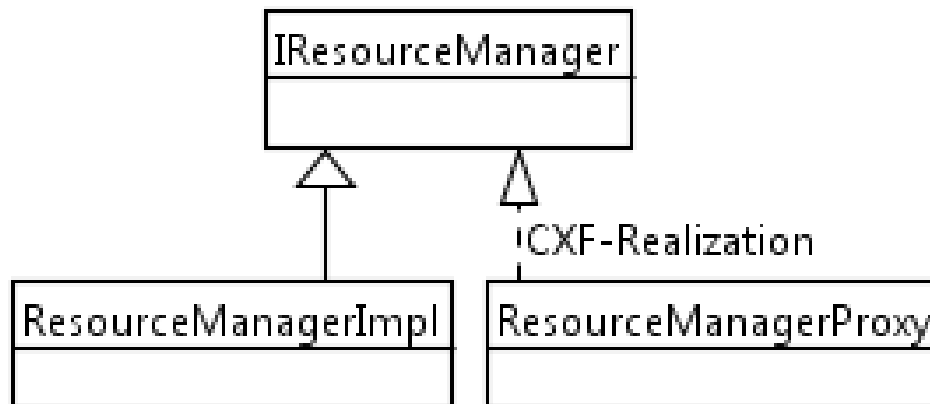 IResourceManager
CXF-Realization
ResourceManagerImpl
ResourceManagerProxy